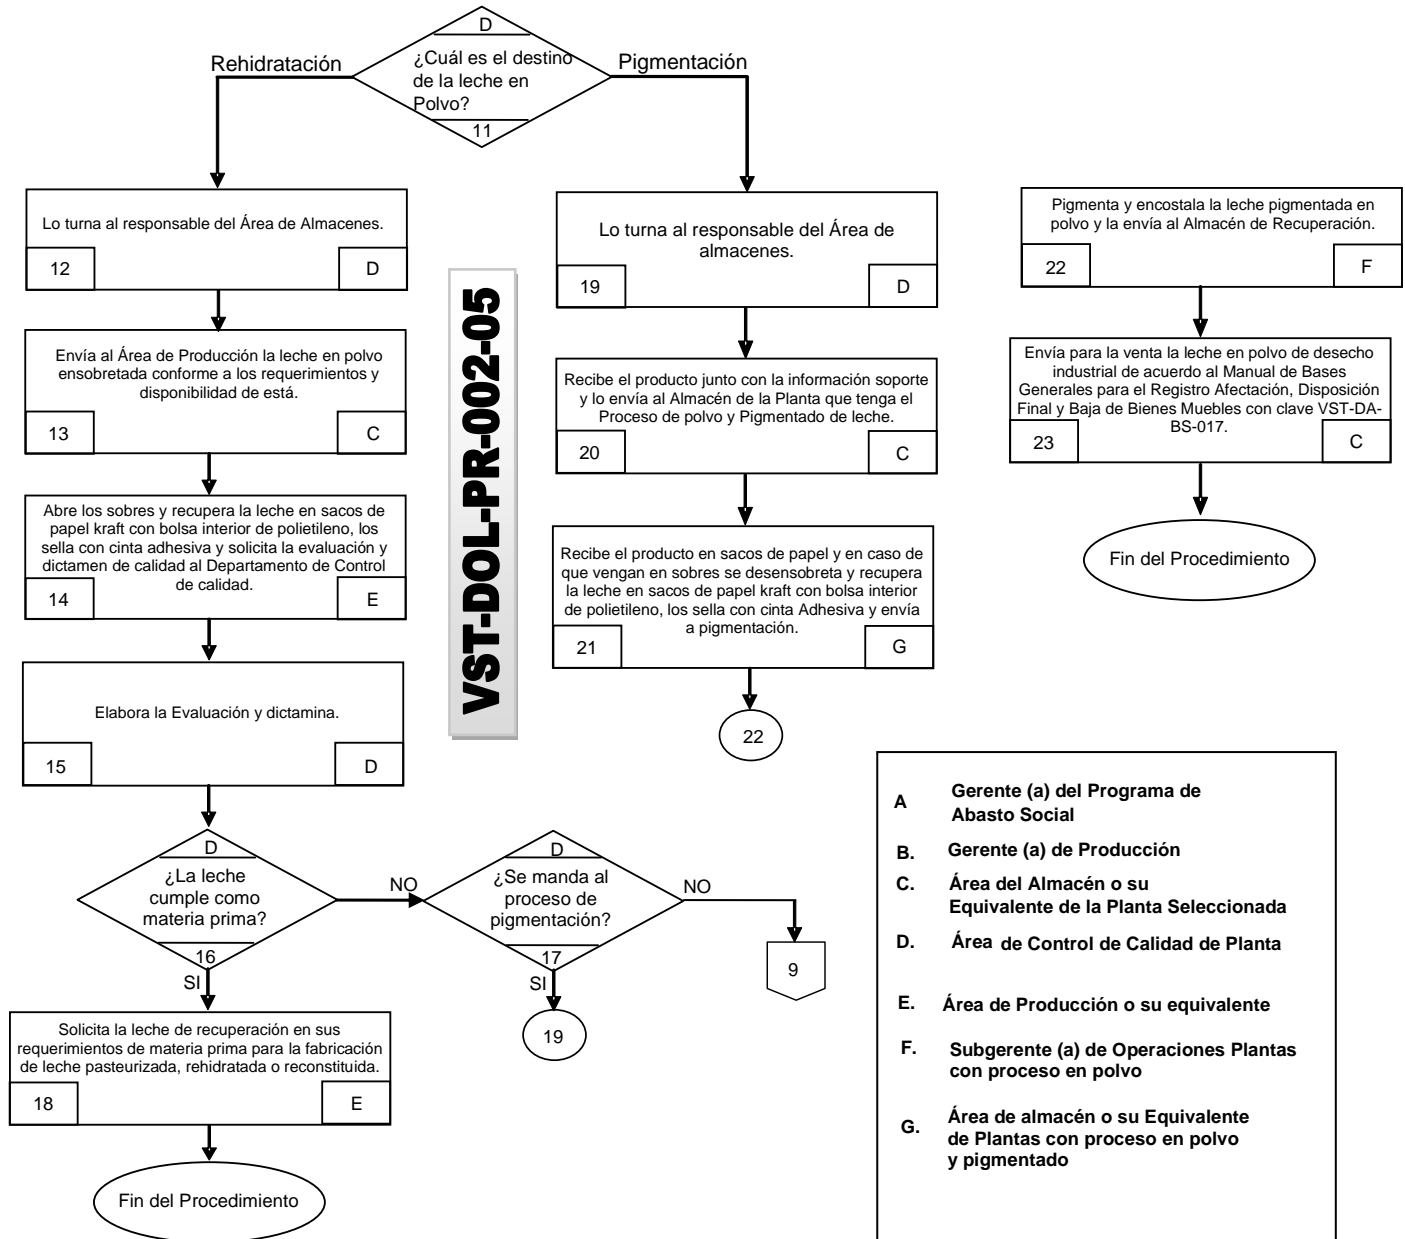 D
¿Cuál es el destino
de la leche en
Polvo?
11
Rehidratación
Pigmentación
Lo turna al responsable del Área de Almacenes.
12
D
Envía al Área de Producción la leche en polvo
ensobretada conforme a los requerimientos y
disponibilidad de está.
13
C
Abre los sobres y recupera la leche en sacos de
papel kraft con bolsa interior de polietileno, los
sella con cinta adhesiva y solicita la evaluación y
dictamen de calidad al Departamento de Control
de calidad.
14
E
Elabora la Evaluación y dictamina.
15
D
D
¿La leche
cumple como
materia prima?
16
NO
SI
D
¿Se manda al
proceso de
pigmentación?
17
NO
SI
9
19
Solicita la leche de recuperación en sus
requerimientos de materia prima para la fabricación
de leche pasteurizada, rehidratada o reconstituida.
18
E
Fin del Procedimiento
VST-DOL-PR-002-05
Lo turna al responsable del Área de
almacenes.
19
D
Recibe el producto junto con la información soporte
y lo envía al Almacén de la Planta que tenga el
Proceso de polvo y Pigmentado de leche.
20
C
Recibe el producto en sacos de papel y en caso de
que vengan en sobres se desensobreta y recupera
la leche en sacos de papel kraft con bolsa interior
de polietileno, los sella con cinta Adhesiva y envía
a pigmentación.
21
G
22
Pigmenta y encostala la leche pigmentada en
polvo y la envía al Almacén de Recuperación.
22
F
Envía para la venta la leche en polvo de desecho
industrial de acuerdo al Manual de Bases
Generales para el Registro Afectación, Disposición
Final y Baja de Bienes Muebles con clave VST-DA-
BS-017.
23
C
Fin del Procedimiento
A Gerente (a) del Programa de
Abasto Social
B. Gerente (a) de Producción
C. Área del Almacén o su
Equivalente de la Planta Seleccionada
D. Área de Control de Calidad de Planta
E. Área de Producción o su equivalente
F. Subgerente (a) de Operaciones Plantas
con proceso en polvo
G. Área de almacén o su Equivalente
de Plantas con proceso en polvo
y pigmentado